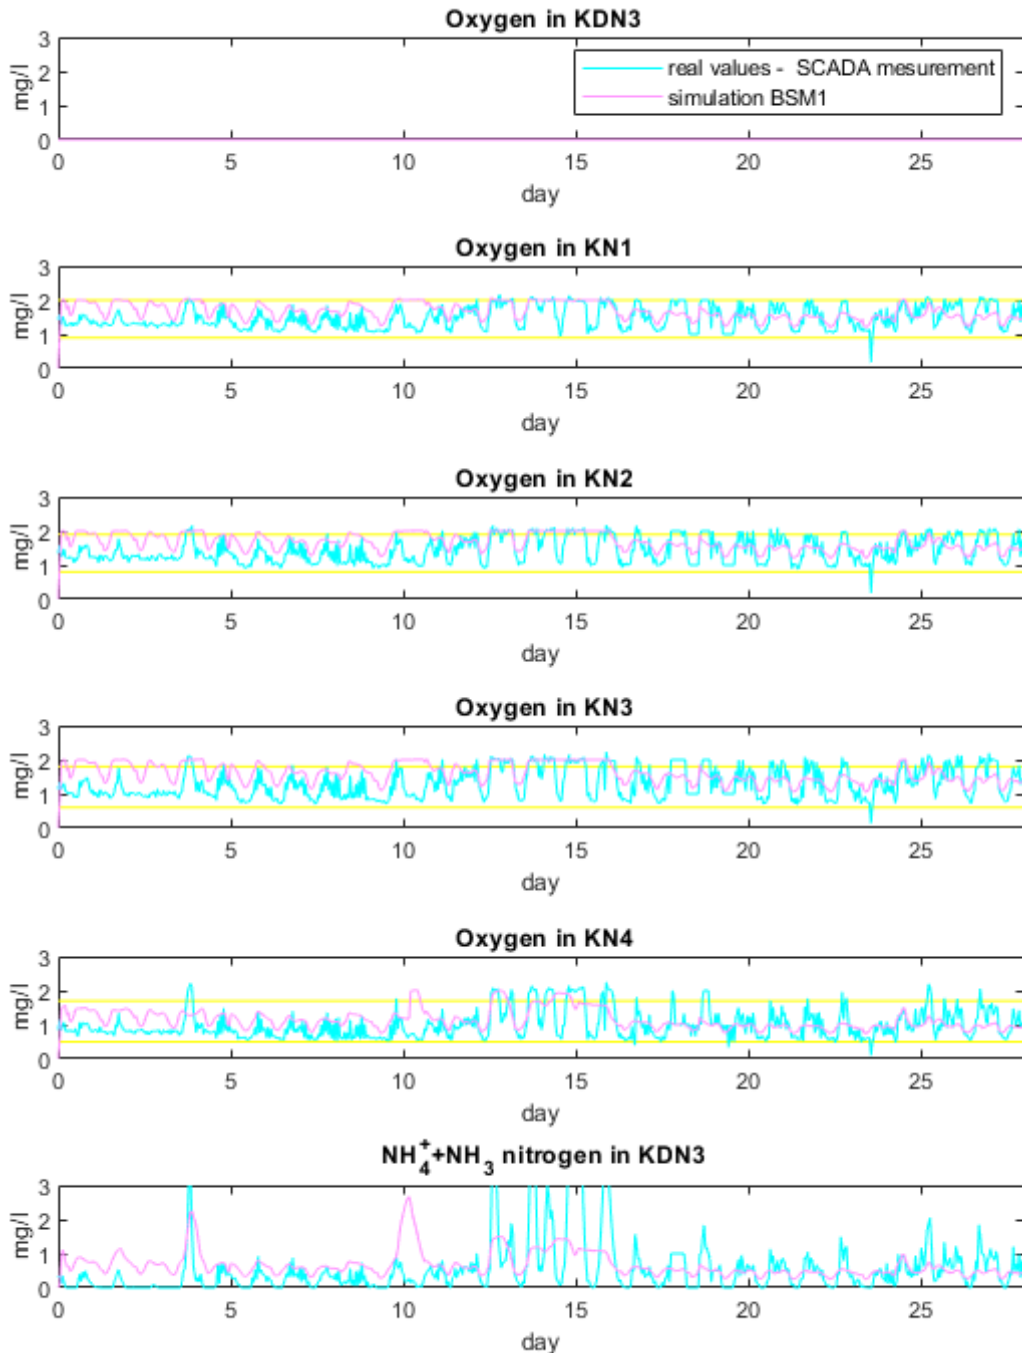 Oxygen in KDN3
3
2
1
0
mg/l
real values - SCADA mesurement
simulation BSM1
0 5 10 15 20 25
day
Oxygen in KN1
3
2
1
0
mg/l
0 5 10 15 20 25
day
Oxygen in KN2
3
2
1
0
mg/l
0 5 10 15 20 25
day
Oxygen in KN3
3
2
1
0
mg/l
0 5 10 15 20 25
day
Oxygen in KN4
3
2
1
0
mg/l
0 5 10 15 20 25
day
NH₄⁺+NH₃ nitrogen in KDN3
3
2
1
0
mg/l
0 5 10 15 20 25
day